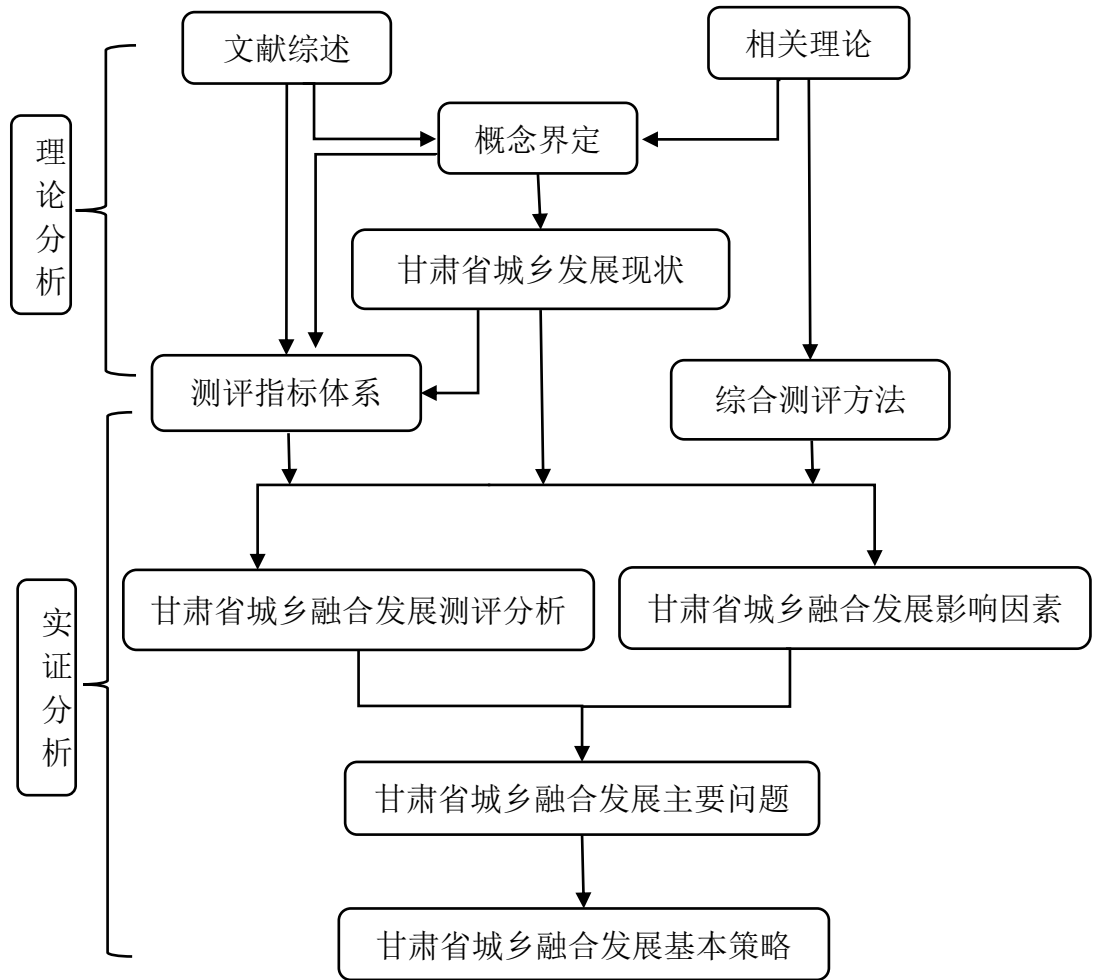 文献综述
相关理论
概念界定
理论分析
甘肃省城乡发展现状
测评指标体系
综合测评方法
甘肃省城乡融合发展测评分析
甘肃省城乡融合发展影响因素
实证分析
甘肃省城乡融合发展主要问题
甘肃省城乡融合发展基本策略